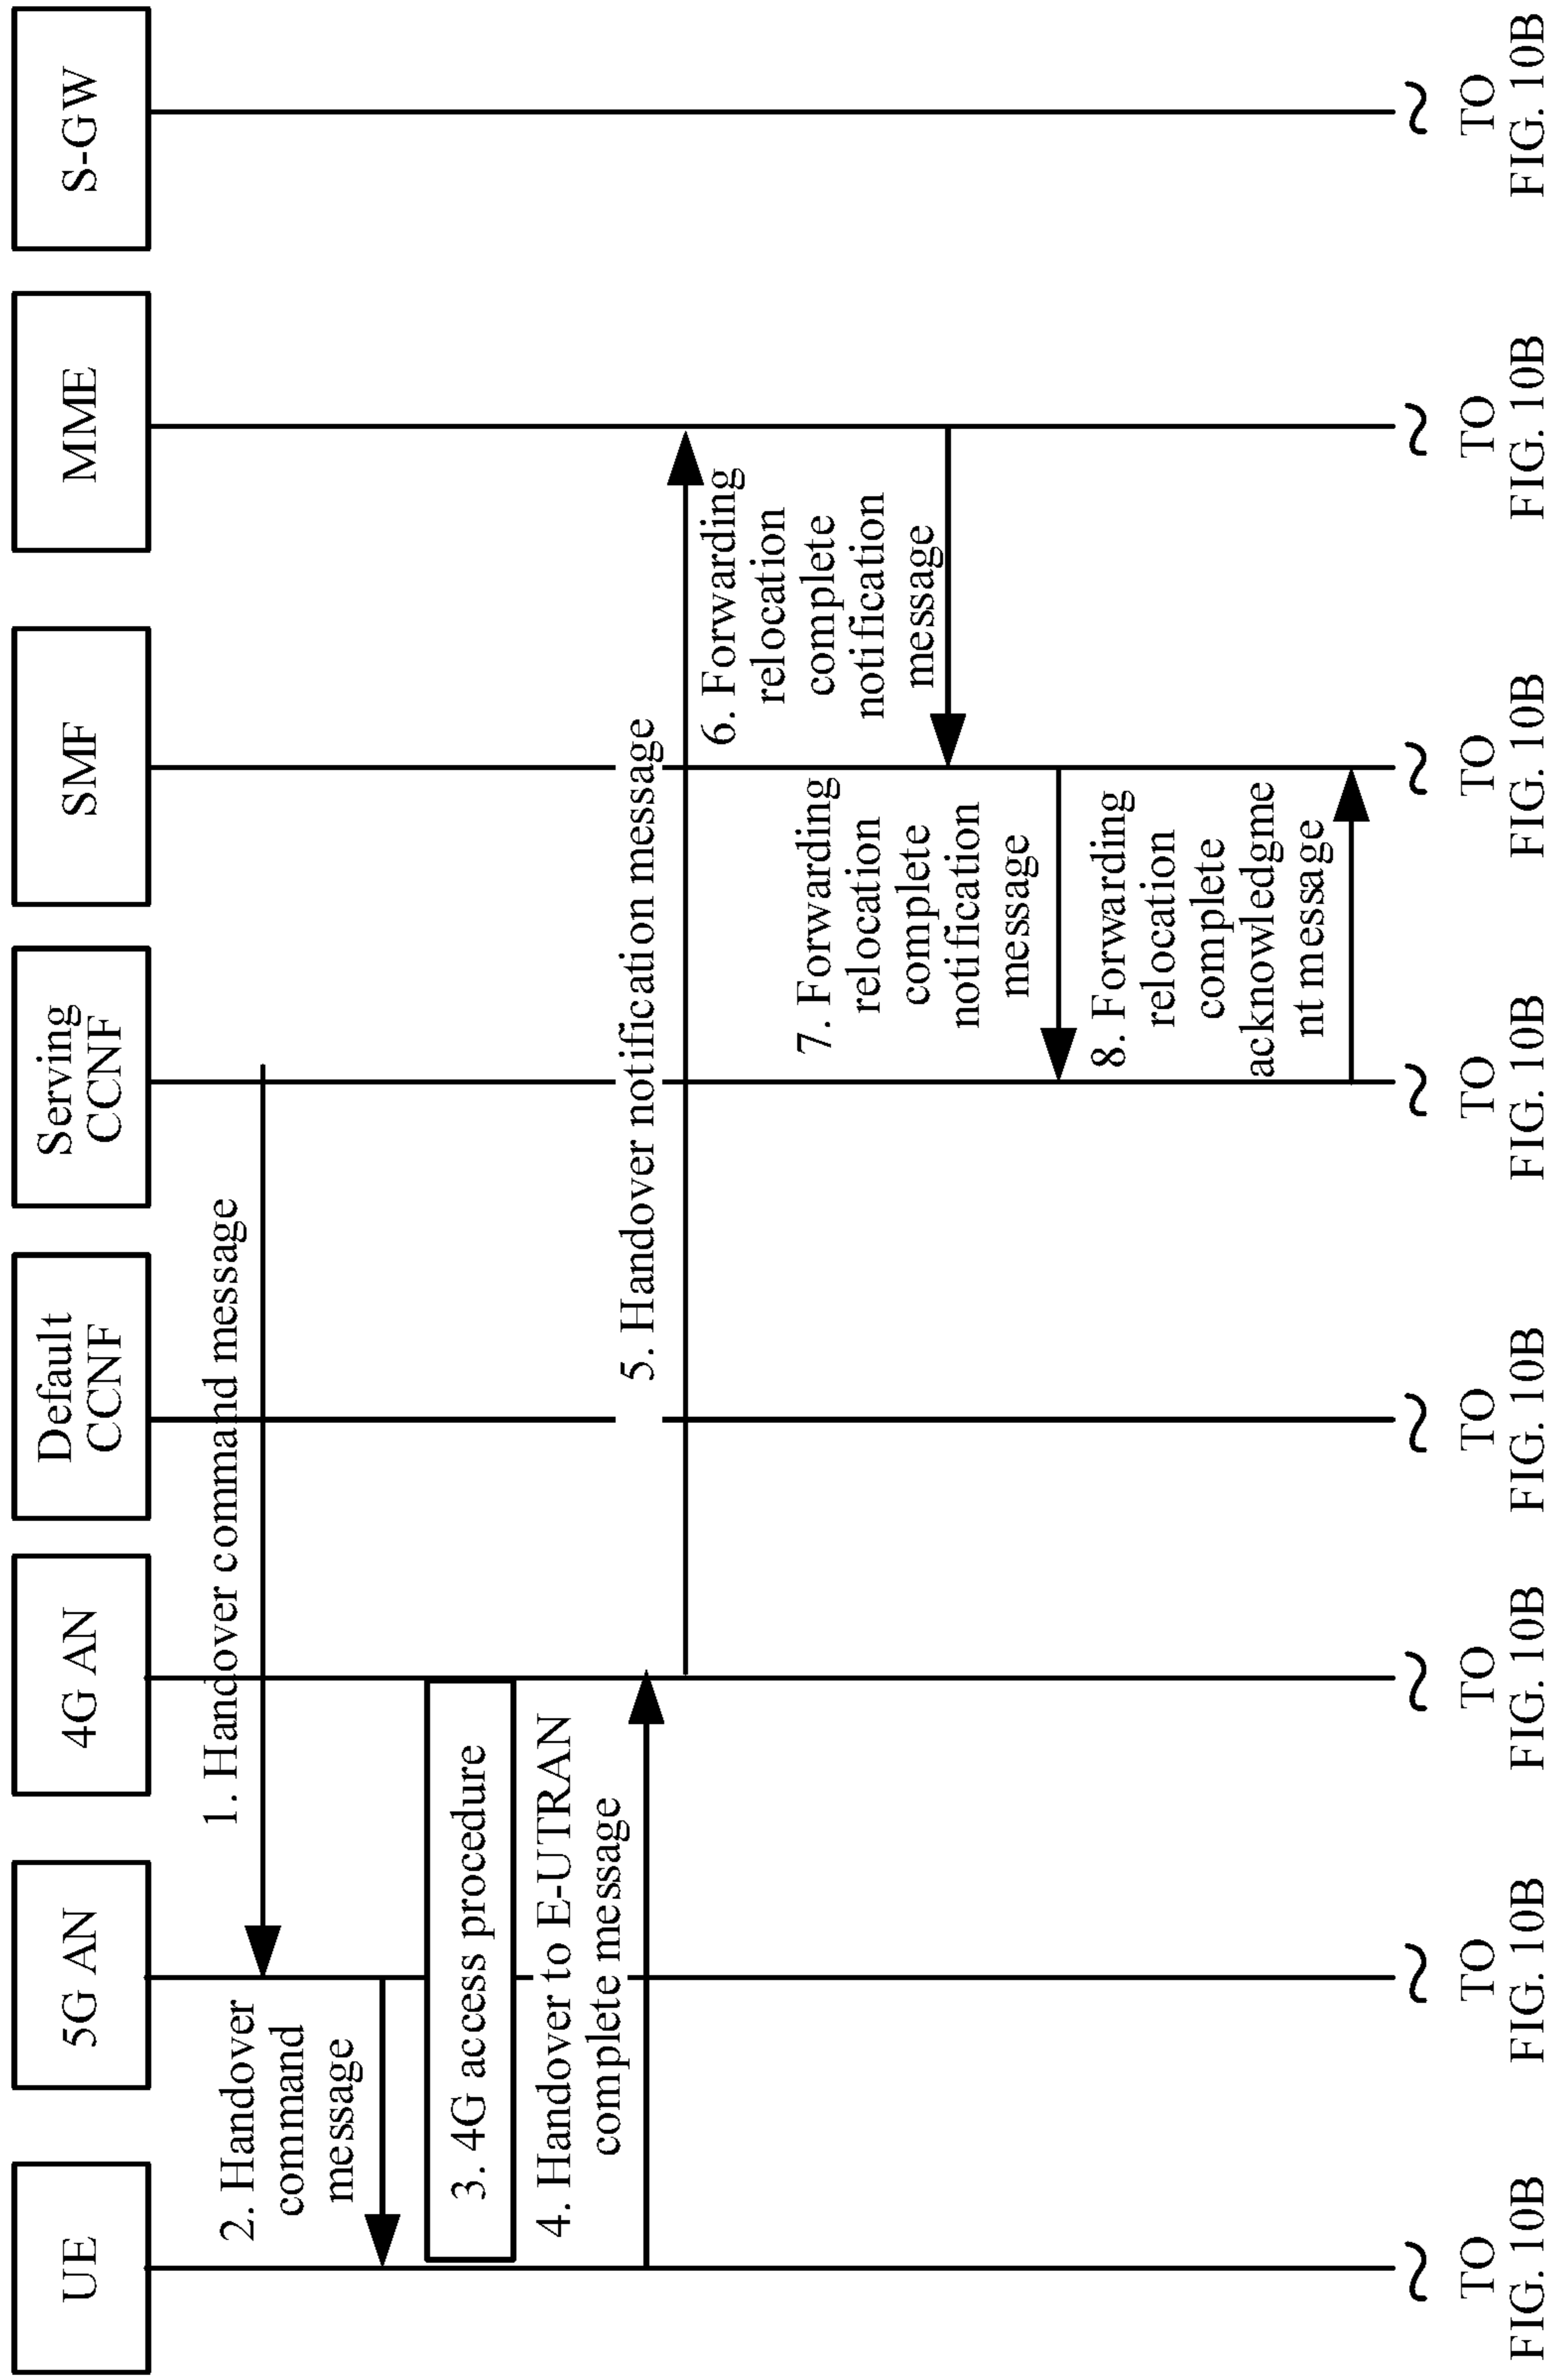 UE
5G AN
4G AN
Default
CCNF
Serving
CCNF
SMF
MME
S-GW
1. Handover command message
2. Handover
command
message
3. 4G access procedure
4. Handover to E-UTRAN
complete message
5. Handover notification message
6. Forwarding
relocation
complete
notification
message
7. Forwarding
relocation
complete
notification
message
8. Forwarding
relocation
complete
acknowledgme
nt message
TO
FIG. 10B
TO
FIG. 10B
TO
FIG. 10B
TO
FIG. 10B
TO
FIG. 10B
TO
FIG. 10B
TO
FIG. 10B
TO
FIG. 10B